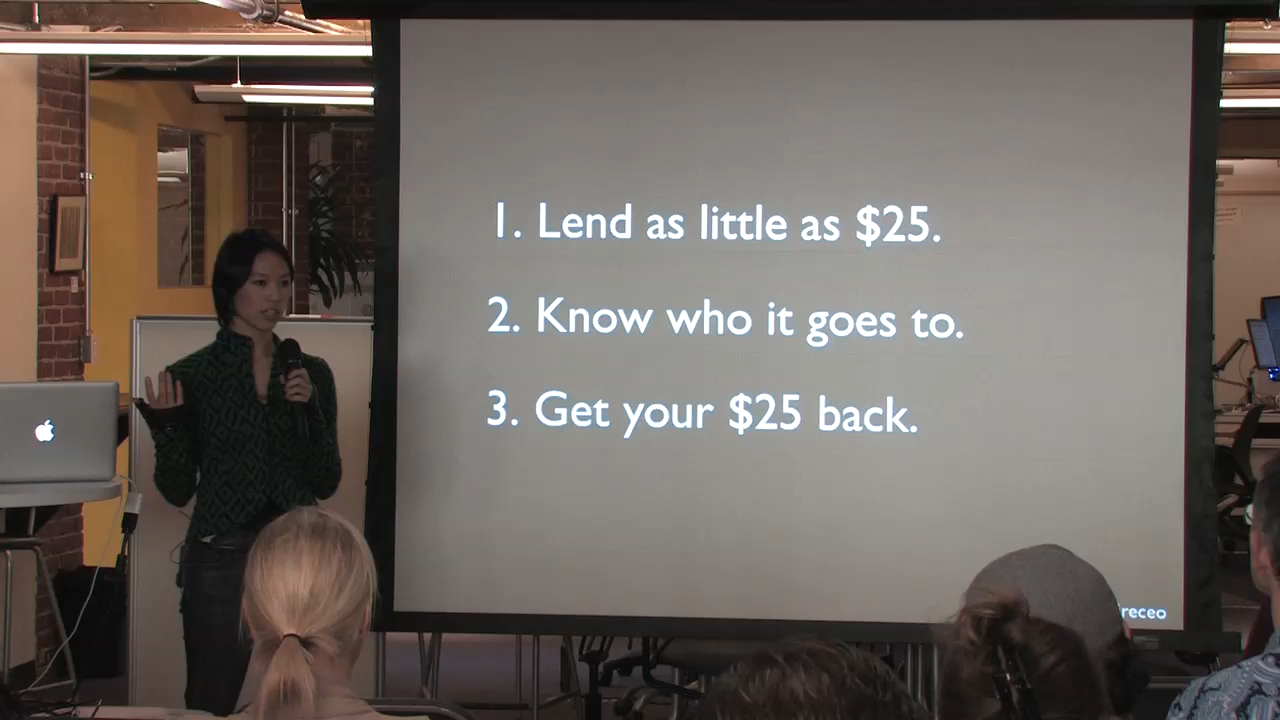 1. Lend as little as $25.
2. Know who it goes to.
3. Get your $25 back.